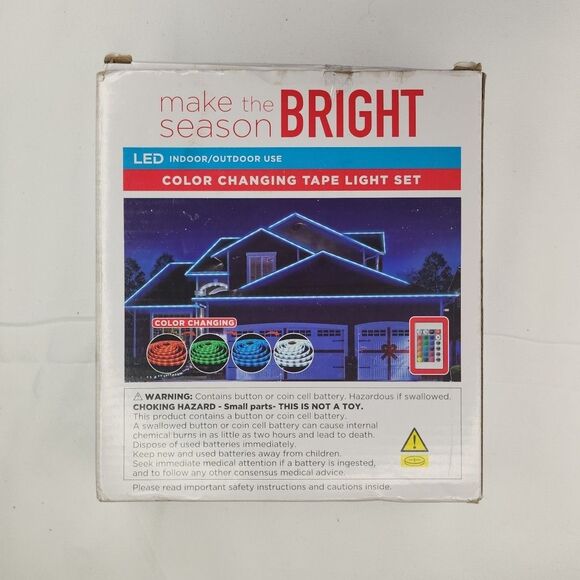 make the
season BRIGHT
LED INDOOR/OUTDOOR USE
COLOR CHANGING TAPE LIGHT SET
COLOR CHANGING
⚠ WARNING: Contains button or coin cell battery. Hazardous if swallowed.
CHOKING HAZARD - Small parts- THIS IS NOT A TOY.
This product contains a button or coin cell battery.
A swallowed button or coin cell battery can cause internal
chemical burns in as little as two hours and lead to death.
Dispose of used batteries immediately.
Keep new and used batteries away from children.
Seek immediate medical attention if a battery is ingested,
and to follow any other consensus medical advice.
Please read important safety instructions and cautions inside.